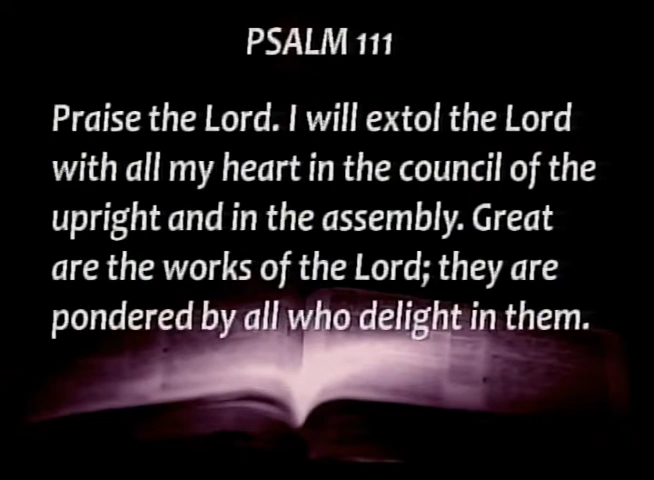 PSALM 111
Praise the Lord. I will extol the Lord
with all my heart in the council of the
upright and in the assembly. Great
are the works of the Lord; they are
pondered by all who delight in them.